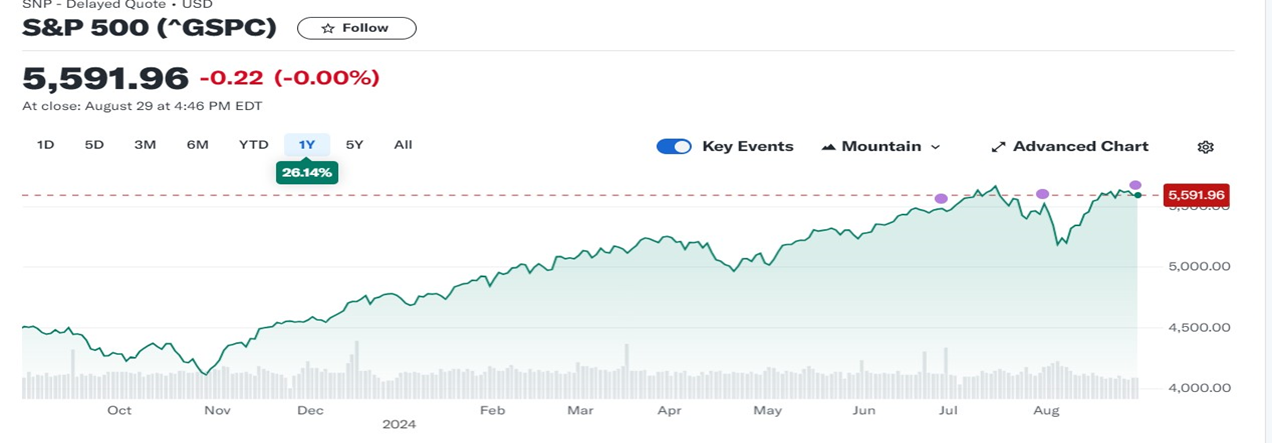 SNP - Delayed Quote • USD
S&P 500 (^GSPC)
☆ Follow
5,591.96 -0.22 (-0.00%)
At close: August 29 at 4:46 PM EDT
1D 5D 3M 6M YTD 1Y 5Y All
Key Events Mountain Advanced Chart
26.14%
5,591.96
5,500.00
5,000.00
4,500.00
4,000.00
Oct Nov Dec Feb Mar Apr May Jun Jul Aug
2024